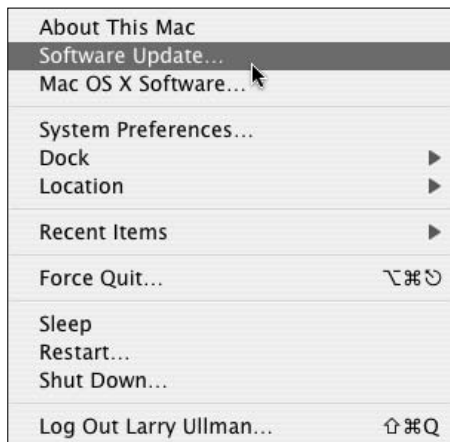 About This Mac
Software Update...
Mac OS X Software...
System Preferences...
Dock
Location
Recent Items
Force Quit... ⌥⌘⎋
Sleep
Restart...
Shut Down...
Log Out Larry Ullman... ⇧⌘Q